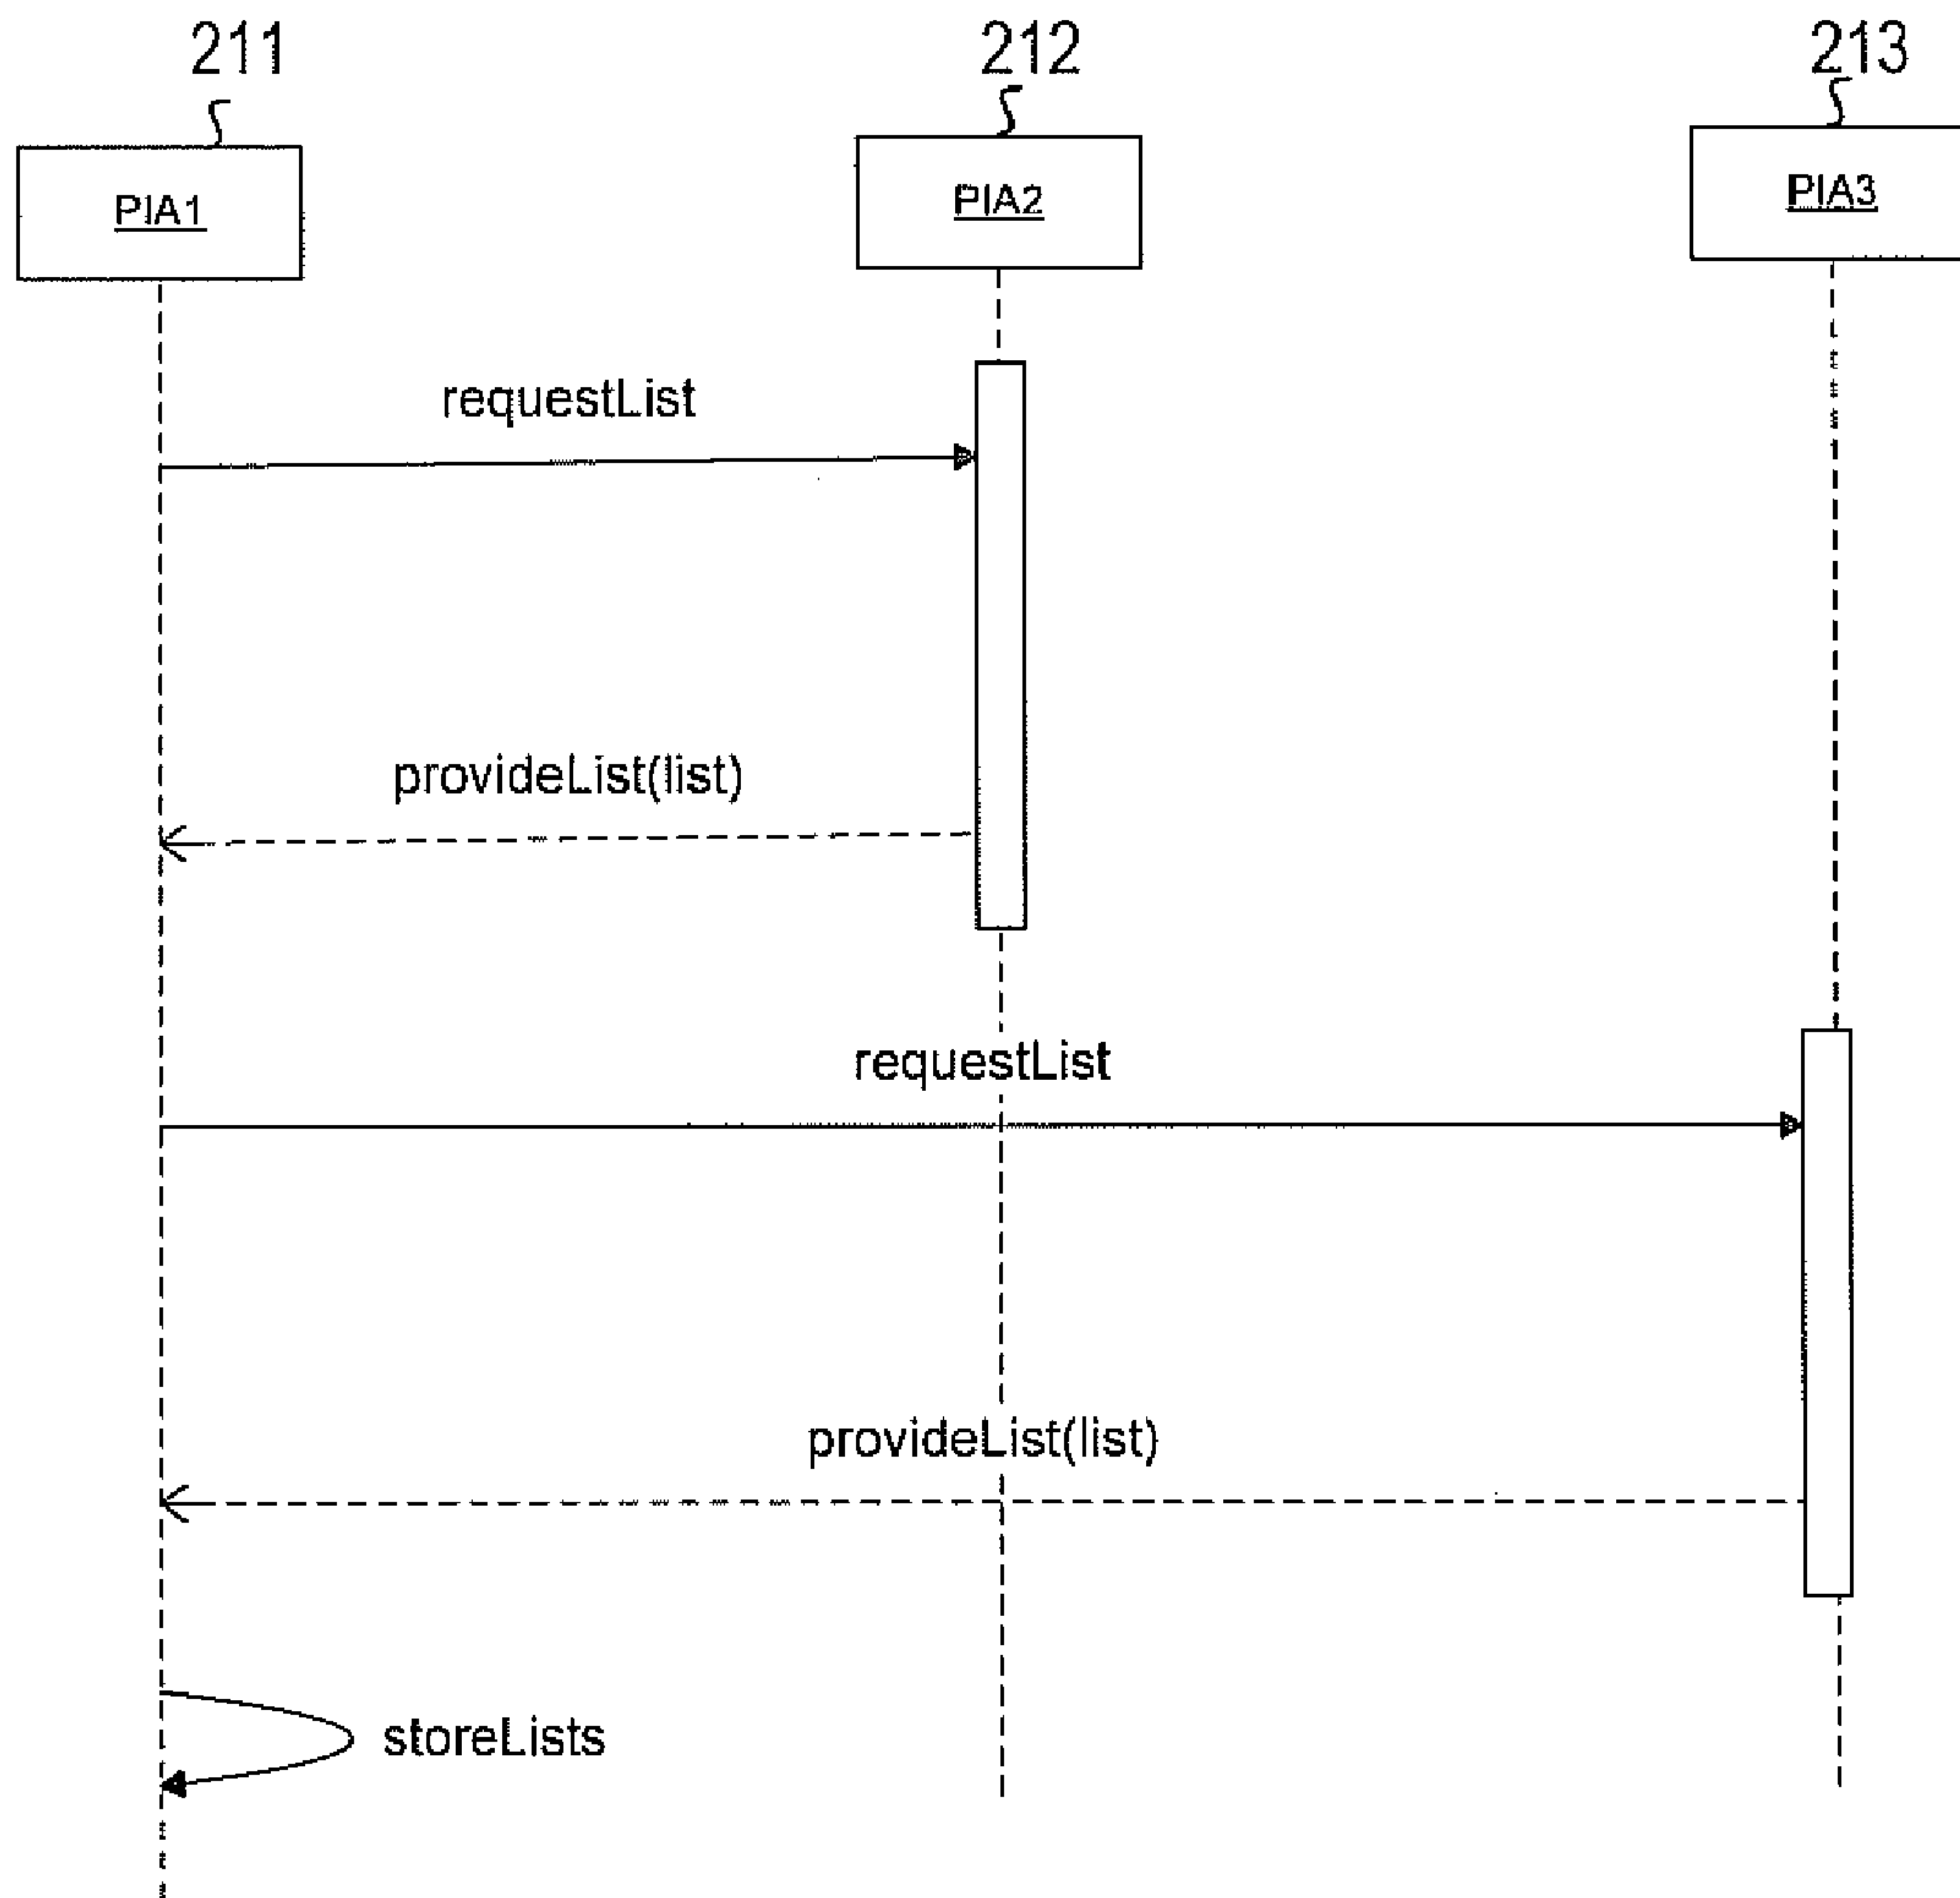 211
212
213
PIA1
PIA2
PIA3
requestList
provideList(list)
requestList
provideList(list)
storeLists